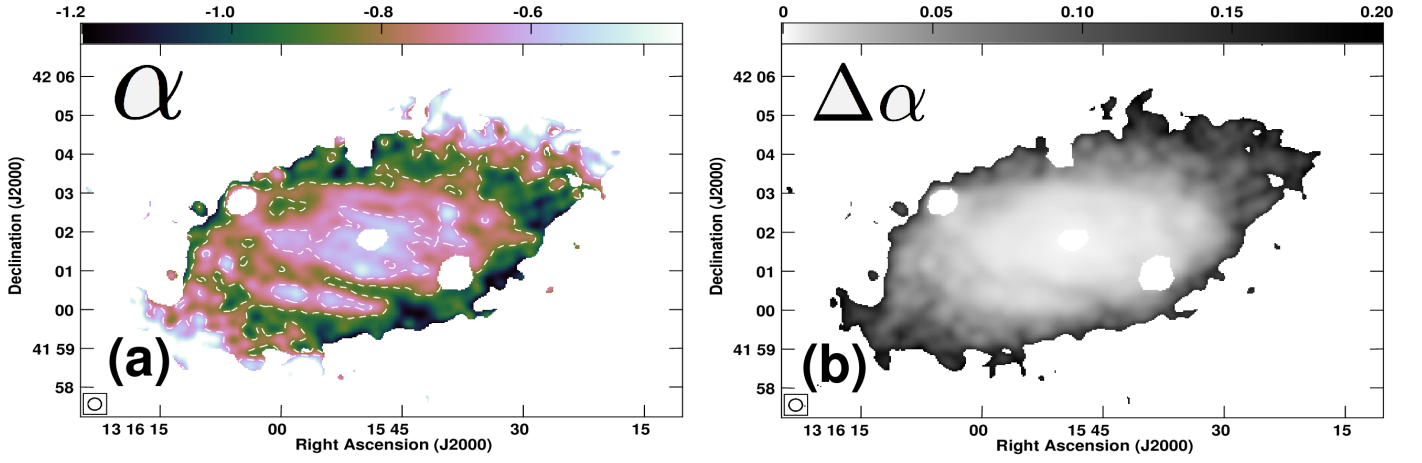 -1.2 -1.0 -0.8 -0.6
α
42 06
05
04
03
02
01
00
41 59
58
Declination (J2000)
(a)
13 16 15 00 15 45 30 15
Right Ascension (J2000)
0 0.05 0.10 0.15 0.20
Δα
42 06
05
04
03
02
01
00
41 59
58
Declination (J2000)
(b)
13 16 15 00 15 45 30 15
Right Ascension (J2000)